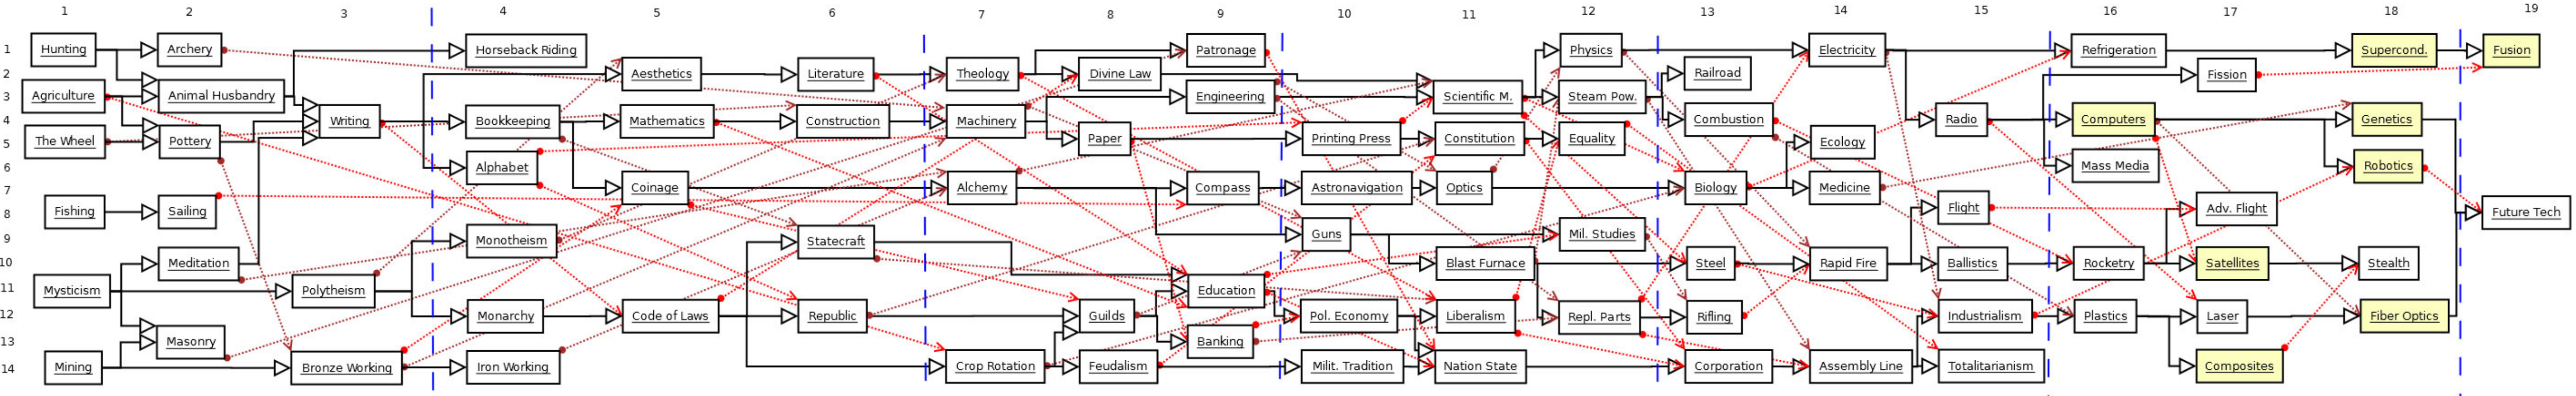 1 2 3 4 5 6 7 8 9 10 11 12 13 14 15 16 17 18 19
1 Hunting Archery Horseback Riding Patronage Physics Electricity Refrigeration Supercond. Fusion
2 Aesthetics Literature Theology Divine Law Railroad Fission
3 Agriculture Animal Husbandry Engineering Scientific M. Steam Pow.
4 Writing Bookkeeping Mathematics Construction Machinery Combustion Radio Computers Genetics
5 The Wheel Pottery Paper Printing Press Constitution Equality Ecology
6 Alphabet Mass Media Robotics
7 Coinage Alchemy Compass Astronavigation Optics Biology Medicine
8 Fishing Sailing Flight Adv. Flight Future Tech
9 Monotheism Statecraft Guns Mil. Studies
10 Meditation Blast Furnace Steel Rapid Fire Ballistics Rocketry Satellites Stealth
11 Mysticism Polytheism Education
12 Monarchy Code of Laws Republic Guilds Pol. Economy Liberalism Repl. Parts Rifling Industrialism Plastics Laser Fiber Optics
13 Masonry Banking
14 Mining Bronze Working Iron Working Crop Rotation Feudalism Milit. Tradition Nation State Corporation Assembly Line Totalitarianism Composites